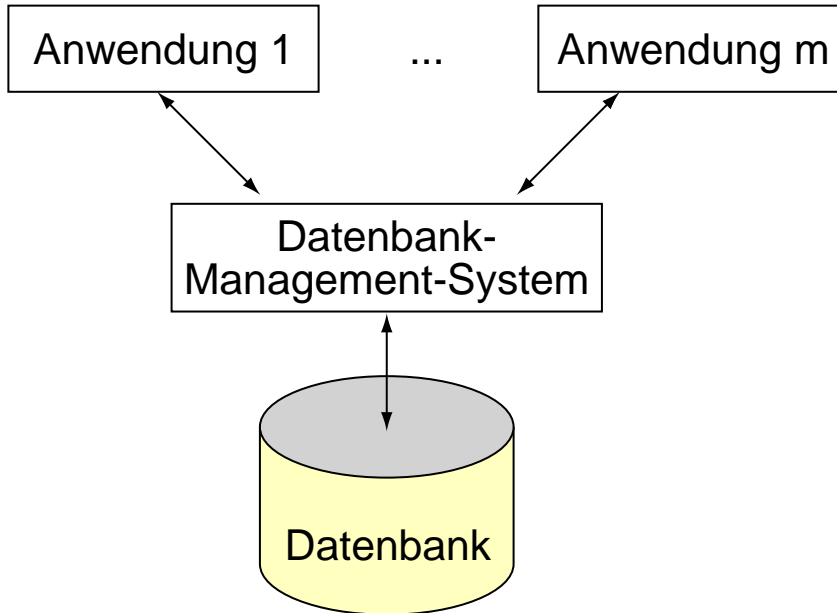 Anwendung 1
...
Anwendung m
Datenbank-
Management-System
Datenbank